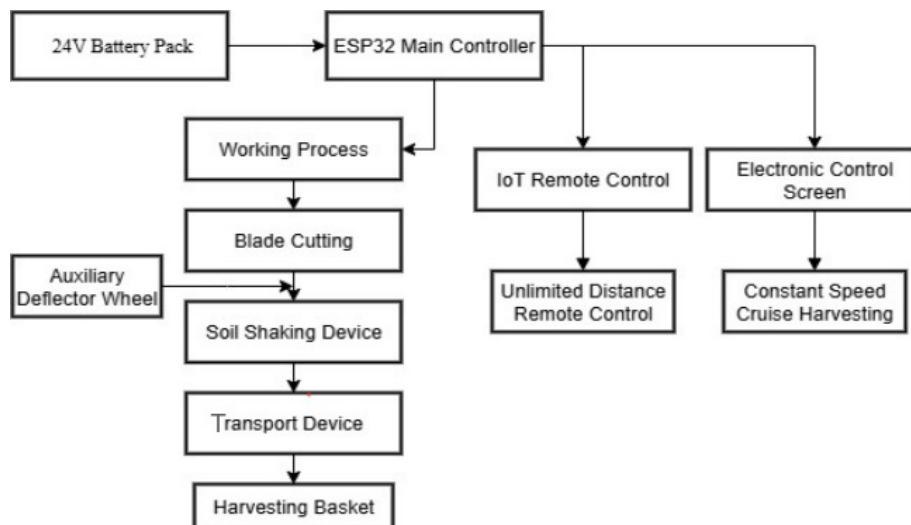 24V Battery Pack
ESP32 Main Controller
Working Process
IoT Remote Control
Electronic Control
Screen
Blade Cutting
Auxiliary
Deflector Wheel
Unlimited Distance
Remote Control
Constant Speed
Cruise Harvesting
Soil Shaking Device
Transport Device
Harvesting Basket